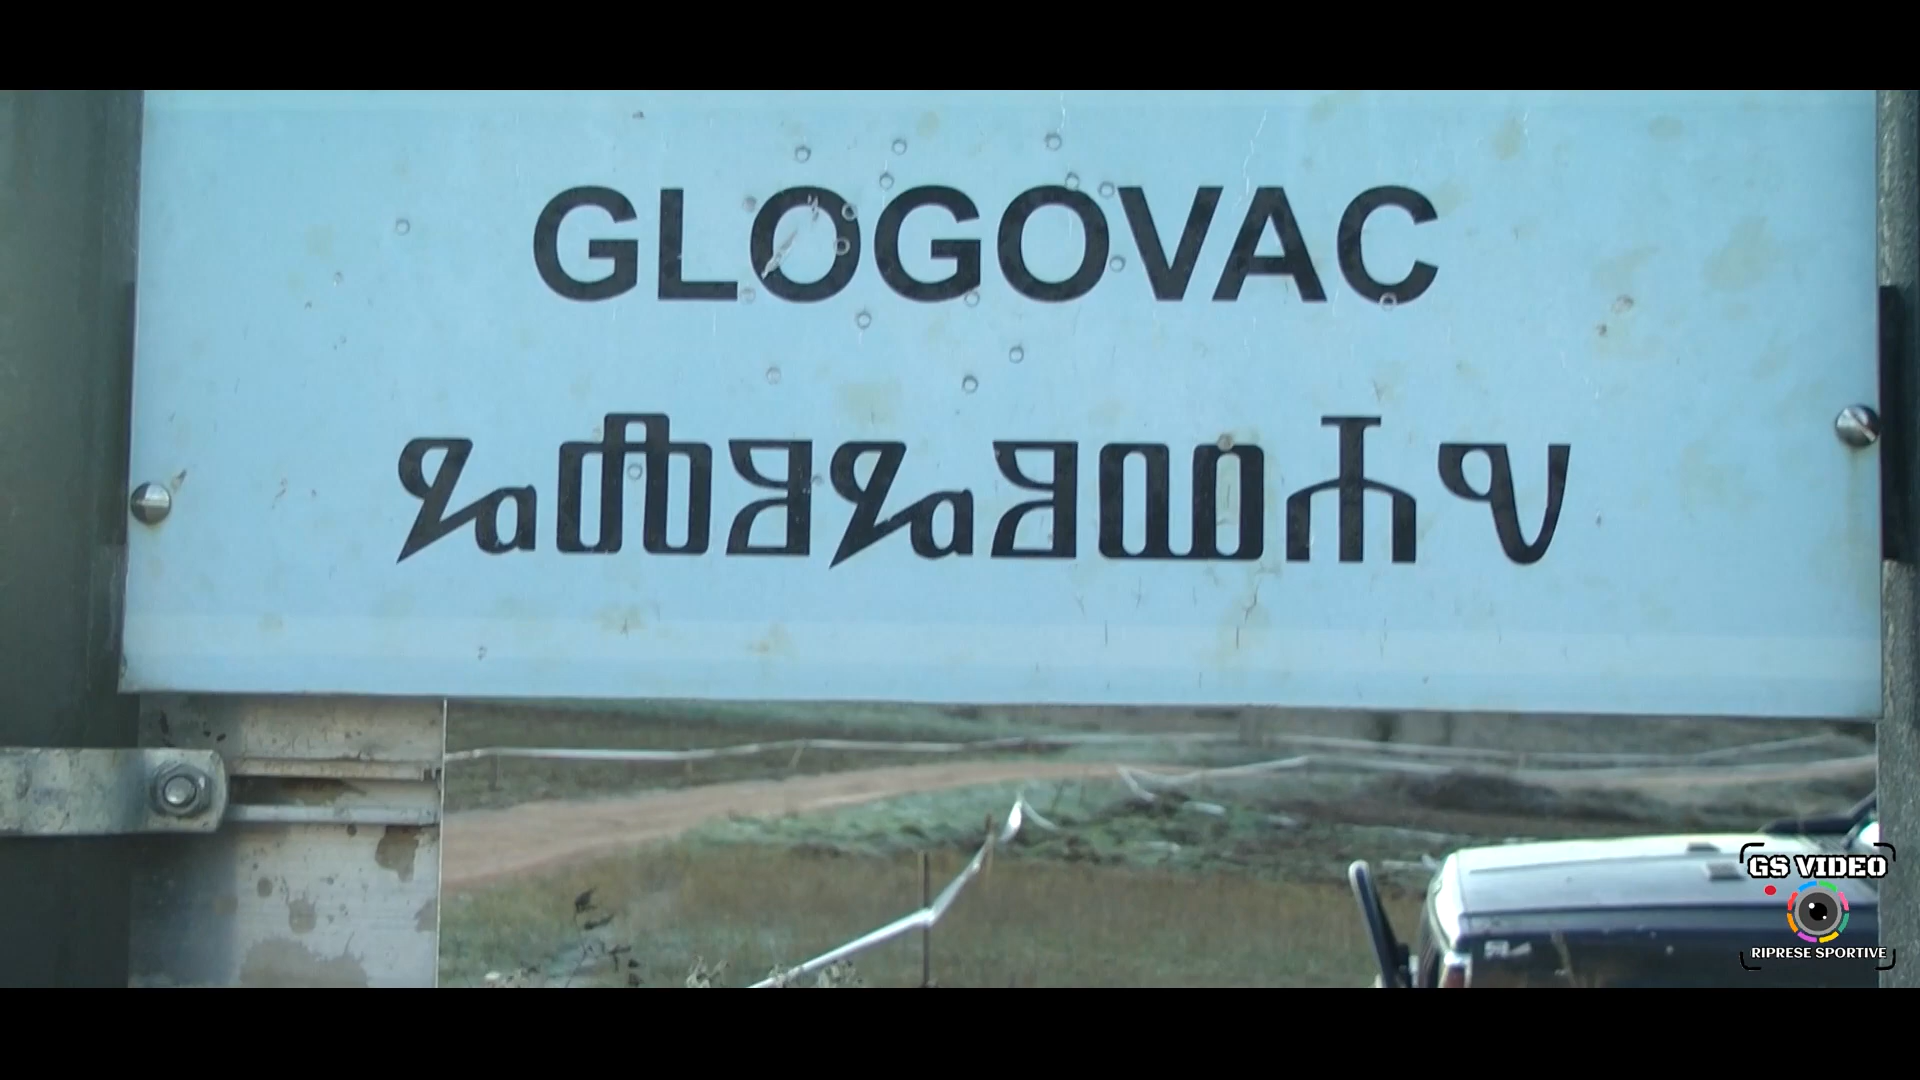 GLOGOVAC
ⰃⰎⰑⰃⰑⰂⰀⰜ
GS VIDEO
RIPRESE SPORTIVE